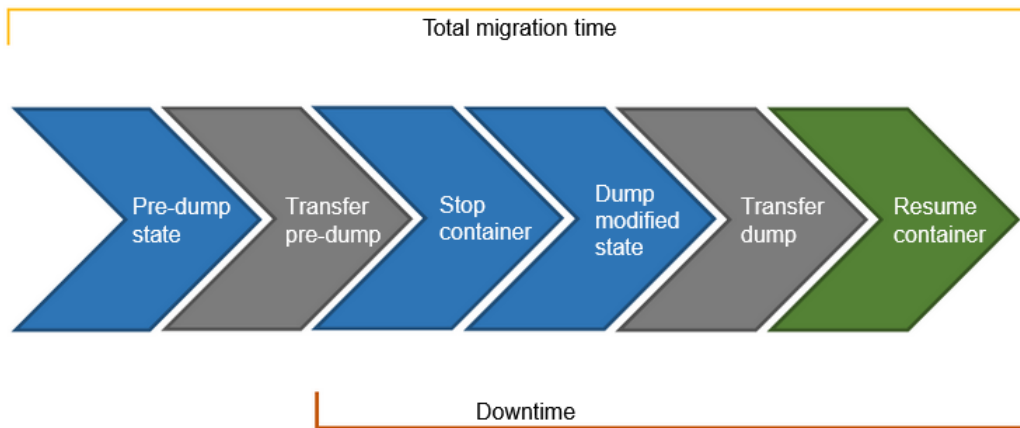 Total migration time
Pre-dump
state
Transfer
pre-dump
Stop
container
Dump
modified
state
Transfer
dump
Resume
container
Downtime